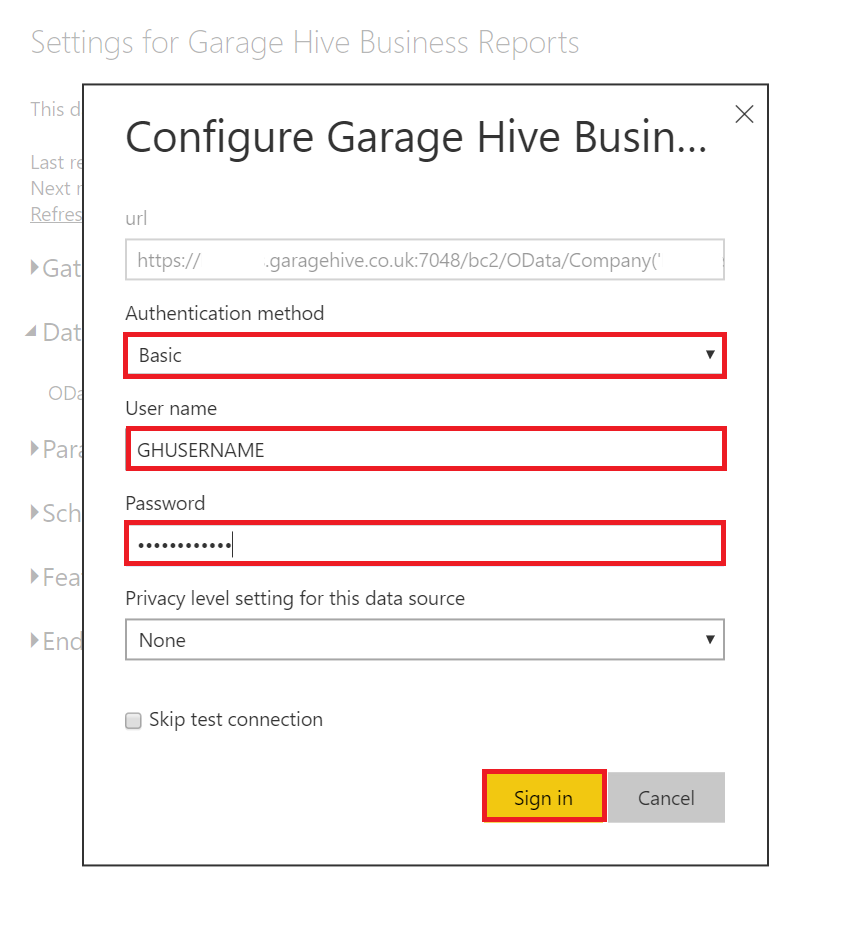 Settings for Garage Hive Business Reports
This d
Last re
Next r
Refres
Gat
Dat
ODa
Para
Sch
Fea
End
Configure Garage Hive Busin...
url
https:// .garagehive.co.uk:7048/bc2/OData/Company('
Authentication method
Basic
User name
GHUSERNAME
Password
••••••••••••
Privacy level setting for this data source
None
Skip test connection
Sign in Cancel